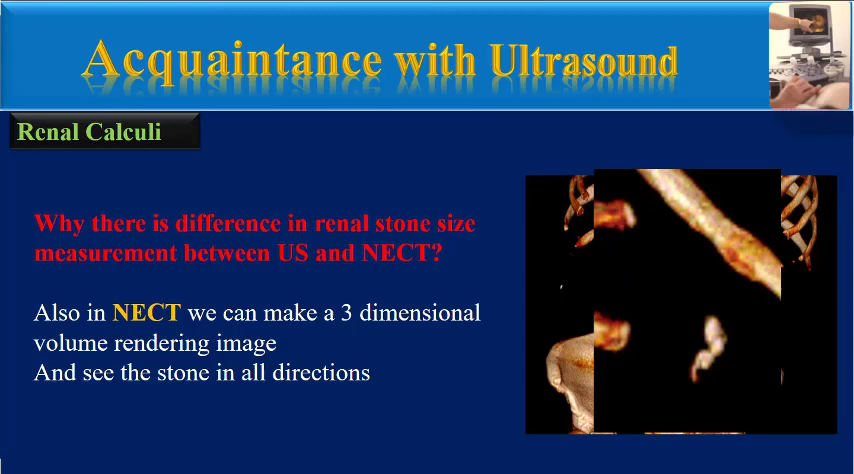 Acquaintance with Ultrasound
Renal Calculi
Why there is difference in renal stone size
measurement between US and NECT?
Also in NECT we can make a 3 dimensional
volume rendering image
And see the stone in all directions